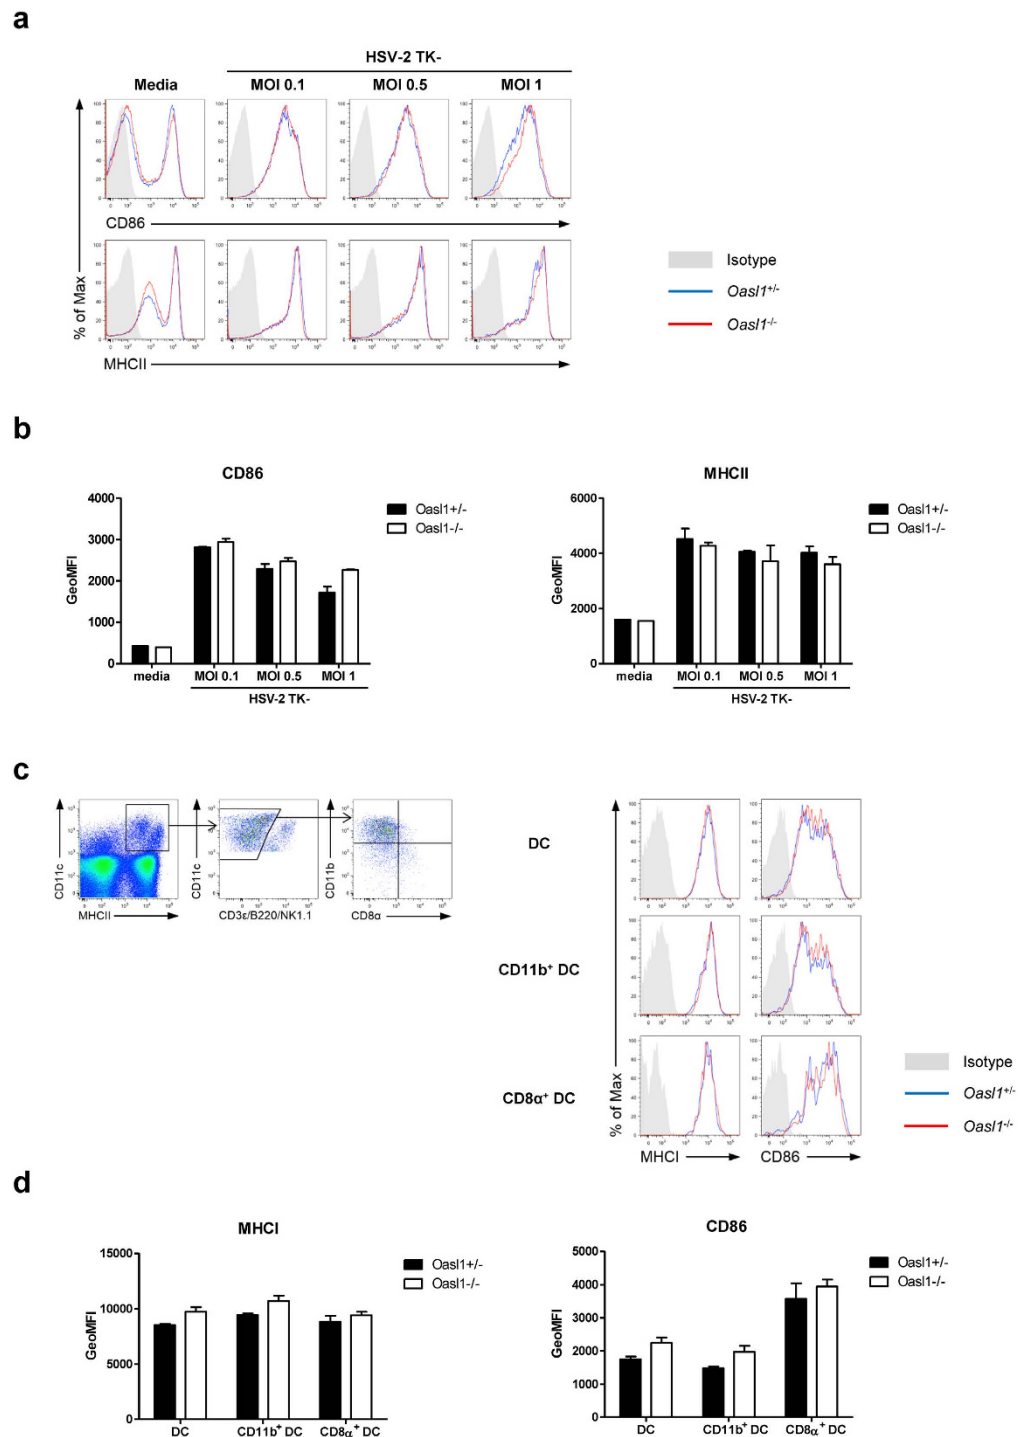 a
HSV-2 TK-
Media MOI 0.1 MOI 0.5 MOI 1
CD86
% of Max
MHCII
Isotype
Oasl1+/-
Oasl1-/-
b
CD86
4000
3000
2000
1000
0
GeoMFI
media MOI 0.1 MOI 0.5 MOI 1
HSV-2 TK-
Oasl1+/-
Oasl1-/-
MHCII
6000
4000
2000
0
GeoMFI
media MOI 0.1 MOI 0.5 MOI 1
HSV-2 TK-
Oasl1+/-
Oasl1-/-
c
CD11c
MHCII
CD11c
CD3ε/B220/NK1.1
CD11b
CD8α
DC
CD11b+ DC
CD8α+ DC
% of Max
MHCI CD86
Isotype
Oasl1+/-
Oasl1-/-
d
MHCI
15000
10000
5000
0
GeoMFI
DC CD11b+ DC CD8α+ DC
Oasl1+/-
Oasl1-/-
CD86
5000
4000
3000
2000
1000
0
GeoMFI
DC CD11b+ DC CD8α+ DC
Oasl1+/-
Oasl1-/-